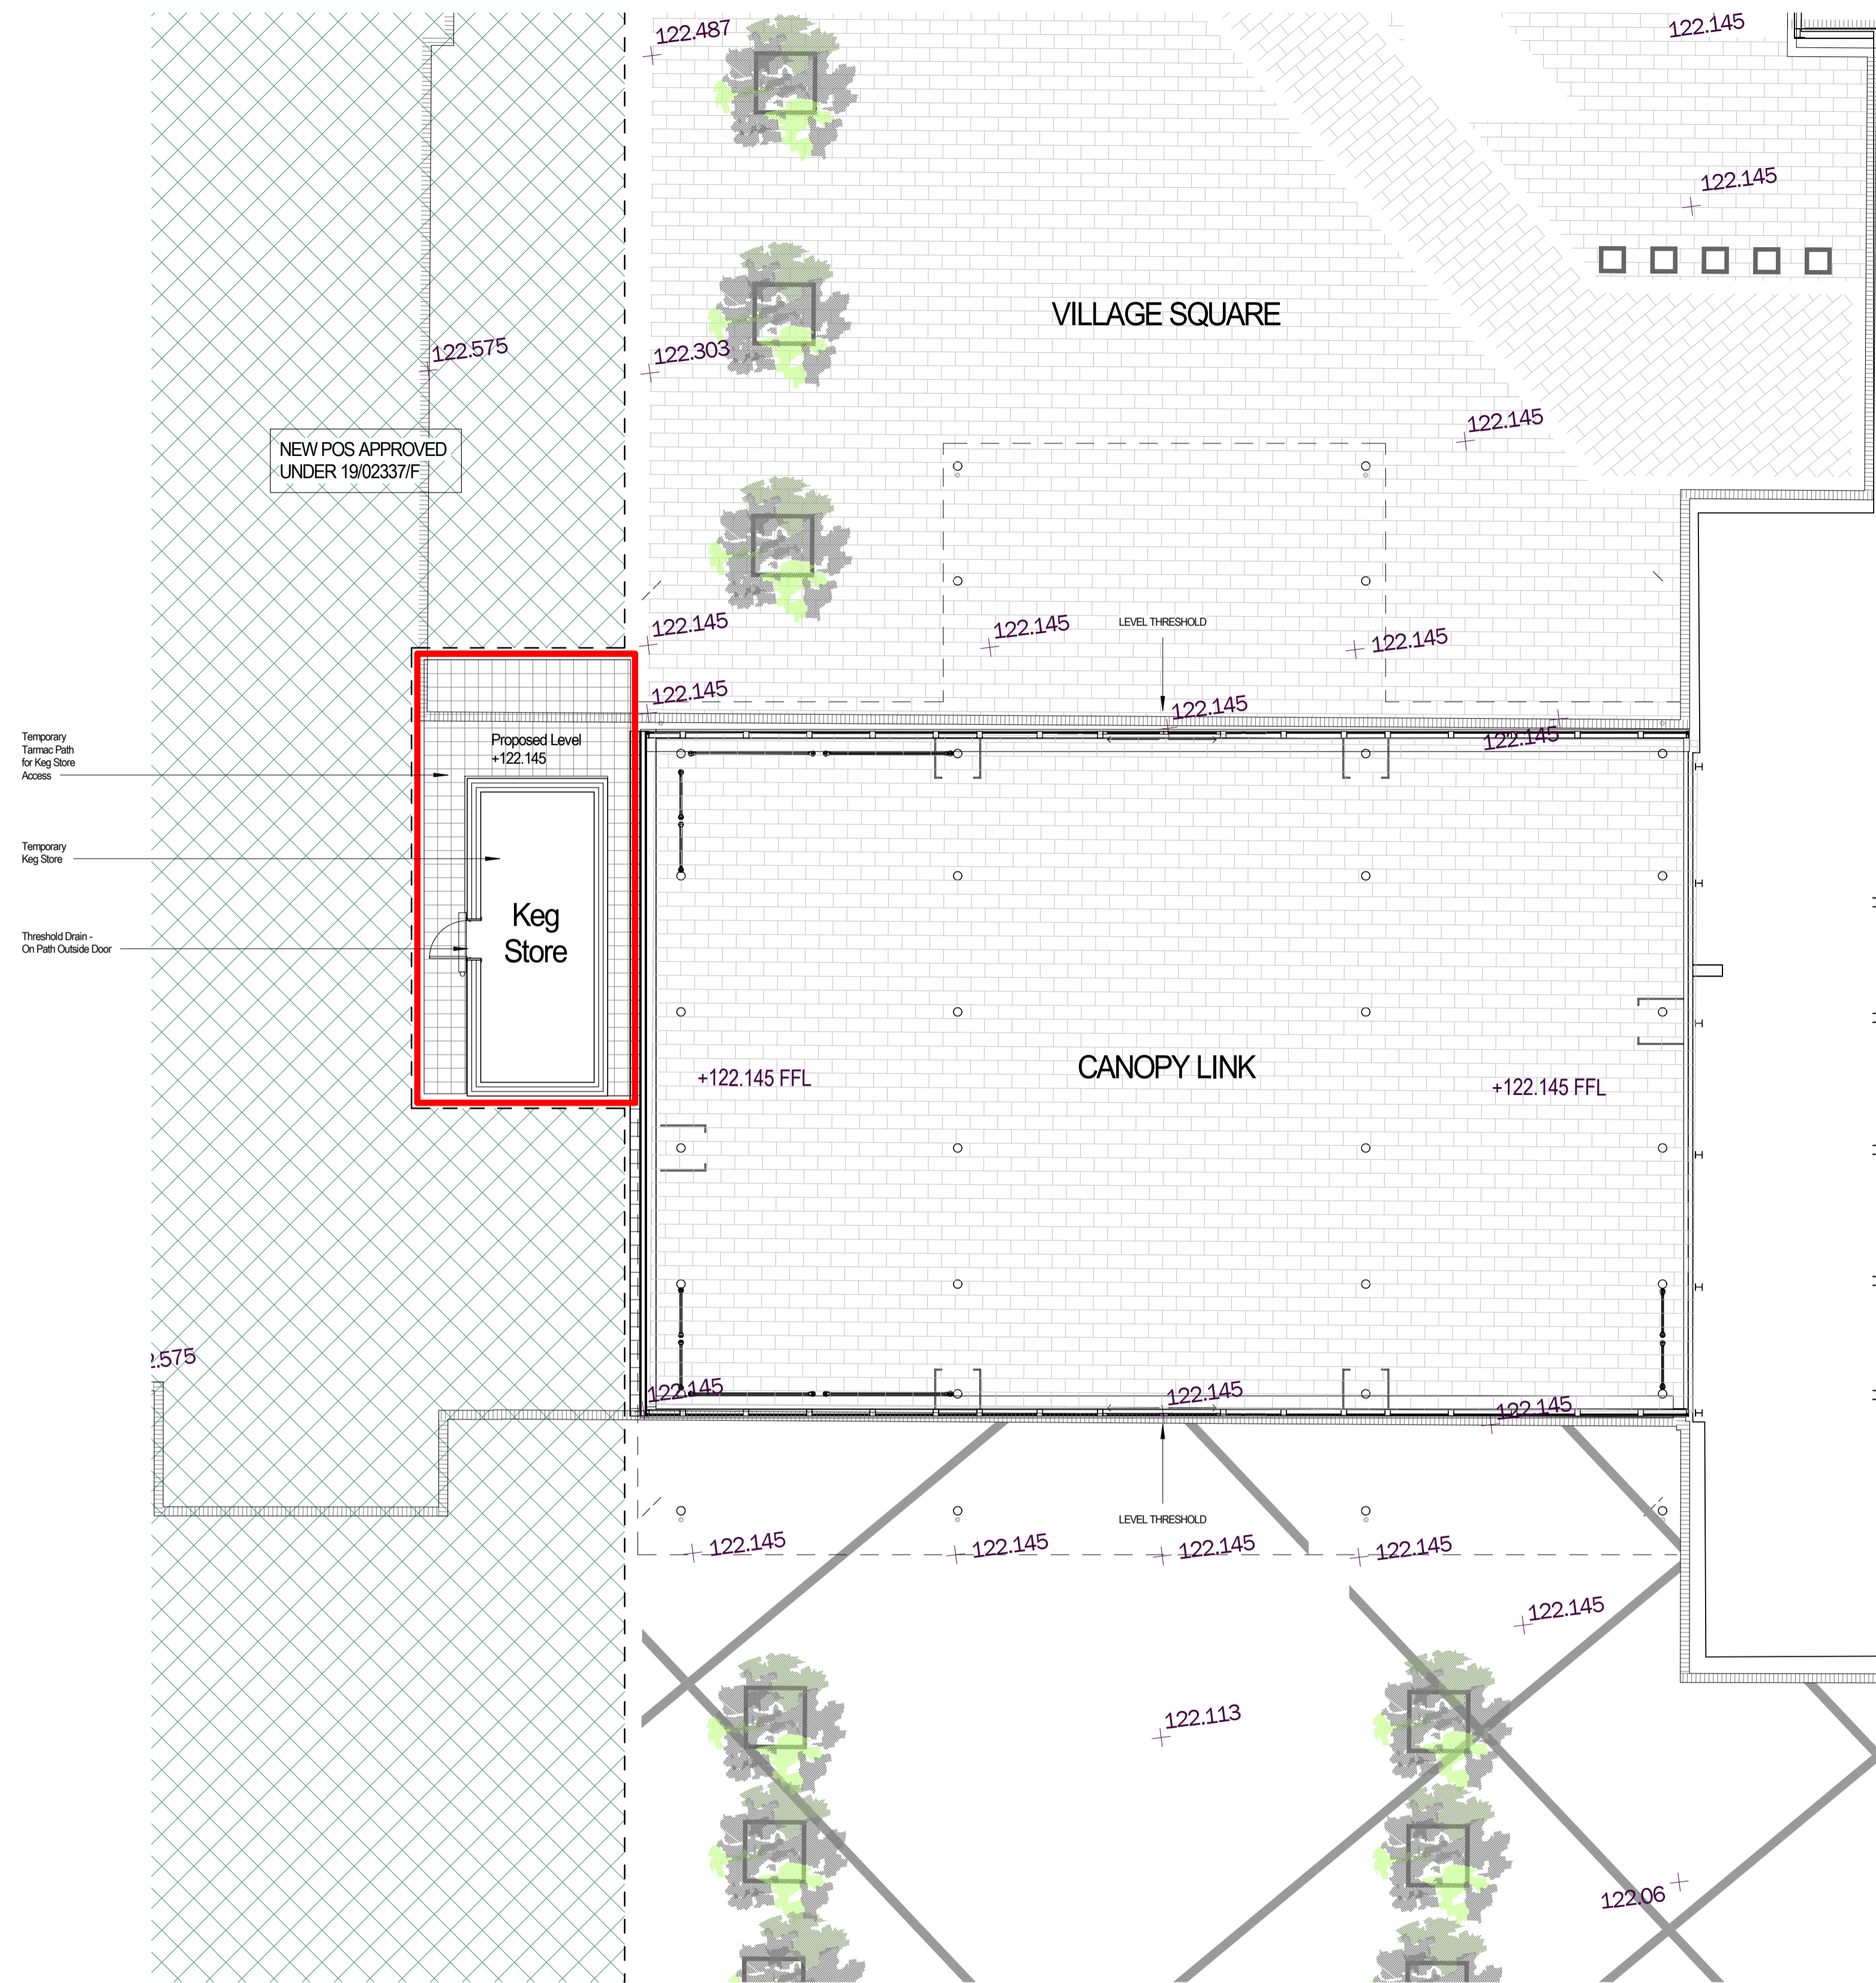 122.487
122.145
122.145
VILLAGE SQUARE
122.575
122.303
122.145
NEW POS APPROVED
UNDER 19/02337/F
122.145
122.145
LEVEL THRESHOLD
122.145
122.145
122.145
122.145
Temporary
Tarmac Path
for Keg Store
Access
Proposed Level
+122.145
Temporary
Keg Store
Keg
Store
Threshold Drain -
On Path Outside Door
CANOPY LINK
+122.145 FFL
+122.145 FFL
2.575
122.145
122.145
122.145
LEVEL THRESHOLD
122.145
122.145
122.145
122.145
122.145
122.113
122.06